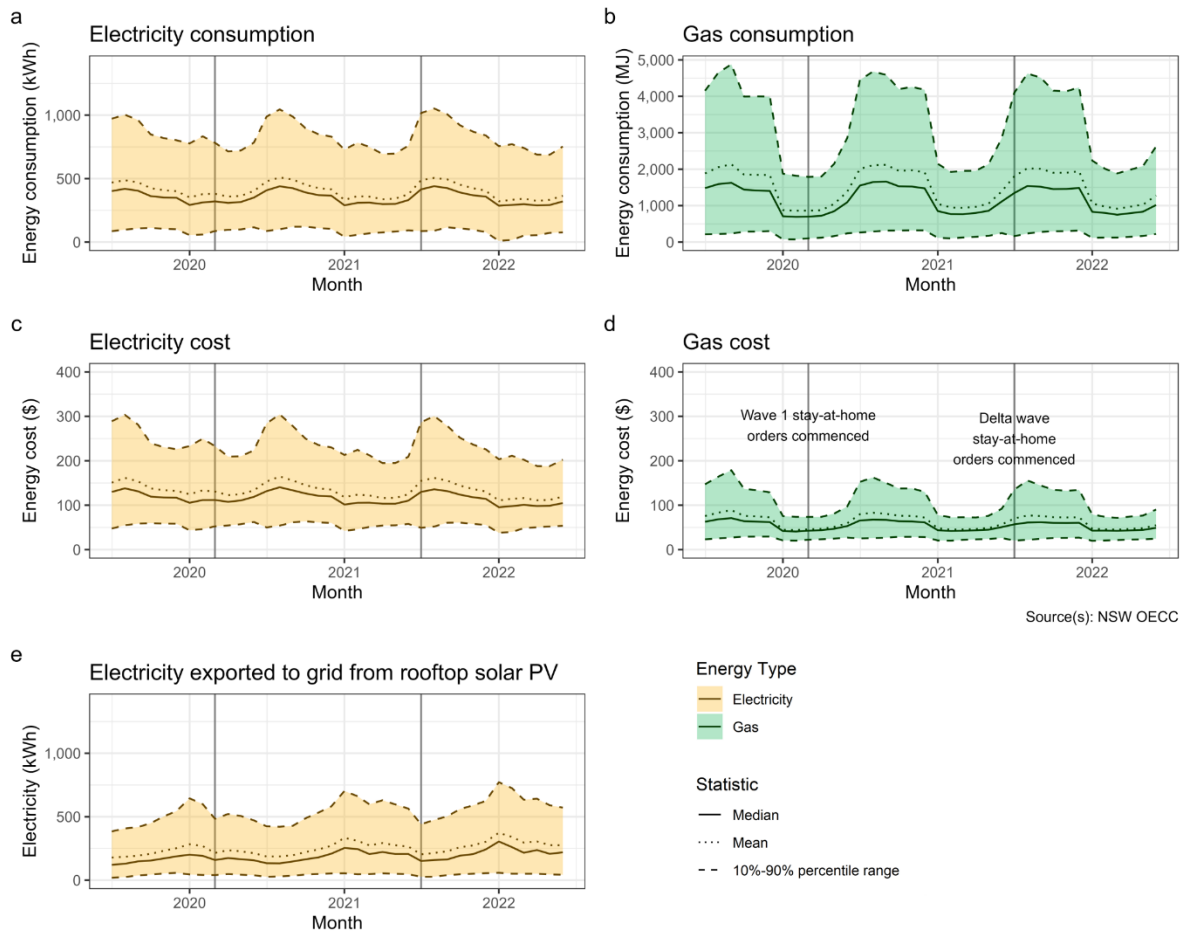 a
Electricity consumption
Energy consumption (kWh)
1,000
500
0
2020
2021
2022
Month
b
Gas consumption
Energy consumption (MJ)
5,000
4,000
3,000
2,000
1,000
0
2020
2021
2022
Month
c
Electricity cost
Energy cost ($)
400
300
200
100
0
2020
2021
2022
Month
d
Gas cost
Energy cost ($)
400
300
200
100
0
Wave 1 stay-at-home
orders commenced
Delta wave
stay-at-home
orders commenced
2020
2021
2022
Month
Source(s): NSW OECC
e
Electricity exported to grid from rooftop solar PV
Electricity (kWh)
1,000
500
0
2020
2021
2022
Month
Energy Type
Electricity
Gas
Statistic
Median
Mean
10%-90% percentile range